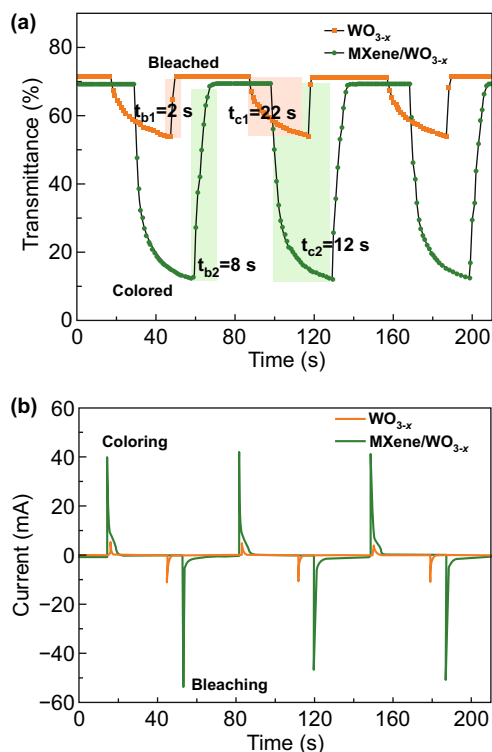 (a)
WO3-x
MXene/WO3-x
Bleached
tb1=2 s
tc1=22 s
tb2=8 s
tc2=12 s
Colored
Transmittance (%)
80
60
40
20
0
0 40 80 120 160 200
Time (s)
(b)
WO3-x
MXene/WO3-x
Coloring
Bleaching
Current (mA)
60
40
20
0
−20
−40
−60
0 40 80 120 160 200
Time (s)